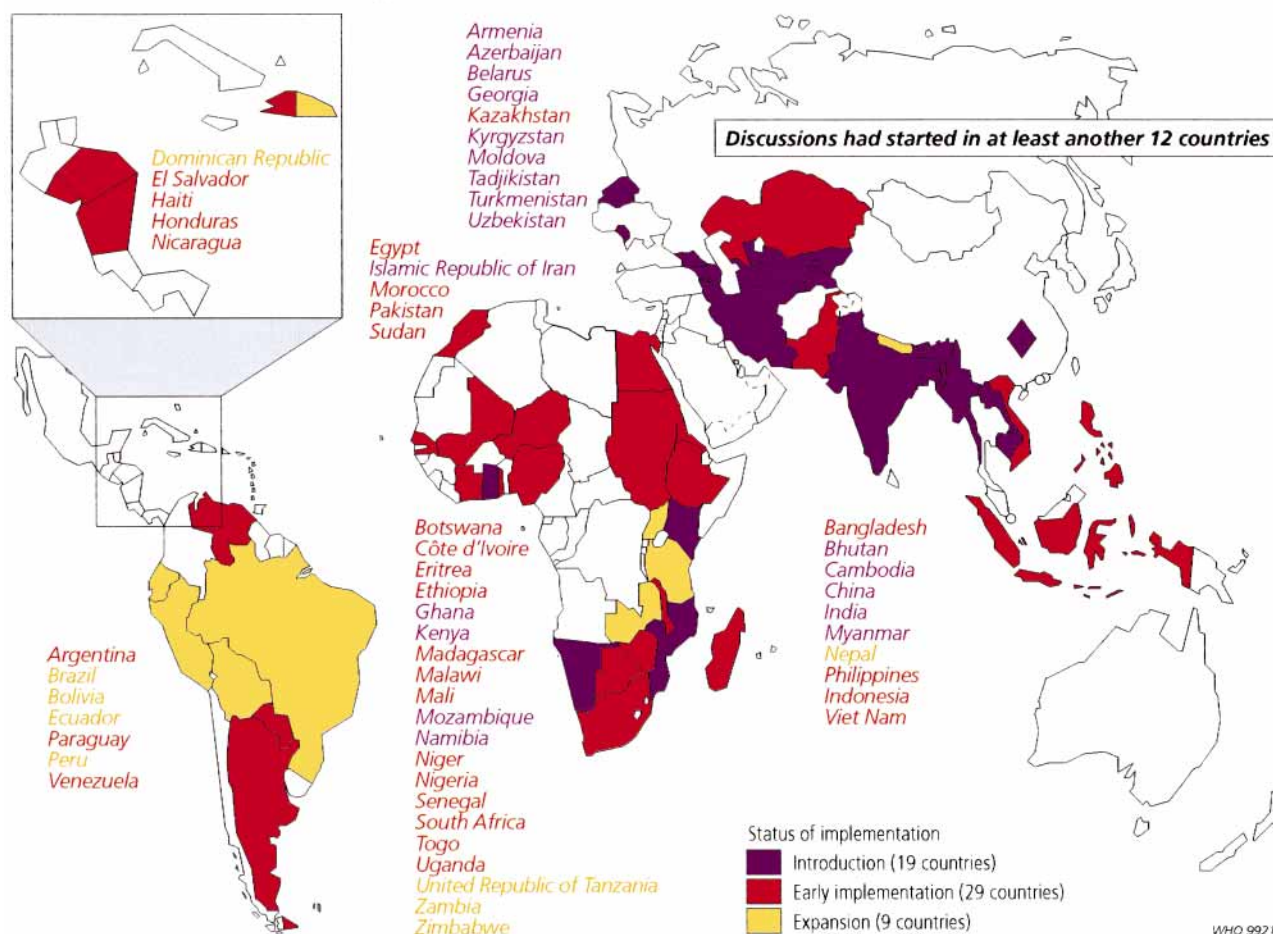 Armenia
Azerbaijan
Belarus
Georgia
Kazakhstan
Kyrgyzstan
Moldova
Tadjikistan
Turkmenistan
Uzbekistan
Discussions had started in at least another 12 countries
Dominican Republic
El Salvador
Haiti
Honduras
Nicaragua
Egypt
Islamic Republic of Iran
Morocco
Pakistan
Sudan
Argentina
Brazil
Bolivia
Ecuador
Paraguay
Peru
Venezuela
Botswana
Côte d'Ivoire
Eritrea
Ethiopia
Ghana
Kenya
Madagascar
Malawi
Mali
Mozambique
Namibia
Niger
Nigeria
Senegal
South Africa
Togo
Uganda
United Republic of Tanzania
Zambia
Zimbabwe
Bangladesh
Bhutan
Cambodia
China
India
Myanmar
Nepal
Philippines
Indonesia
Viet Nam
Status of implementation
Introduction (19 countries)
Early implementation (29 countries)
Expansion (9 countries)
WHO